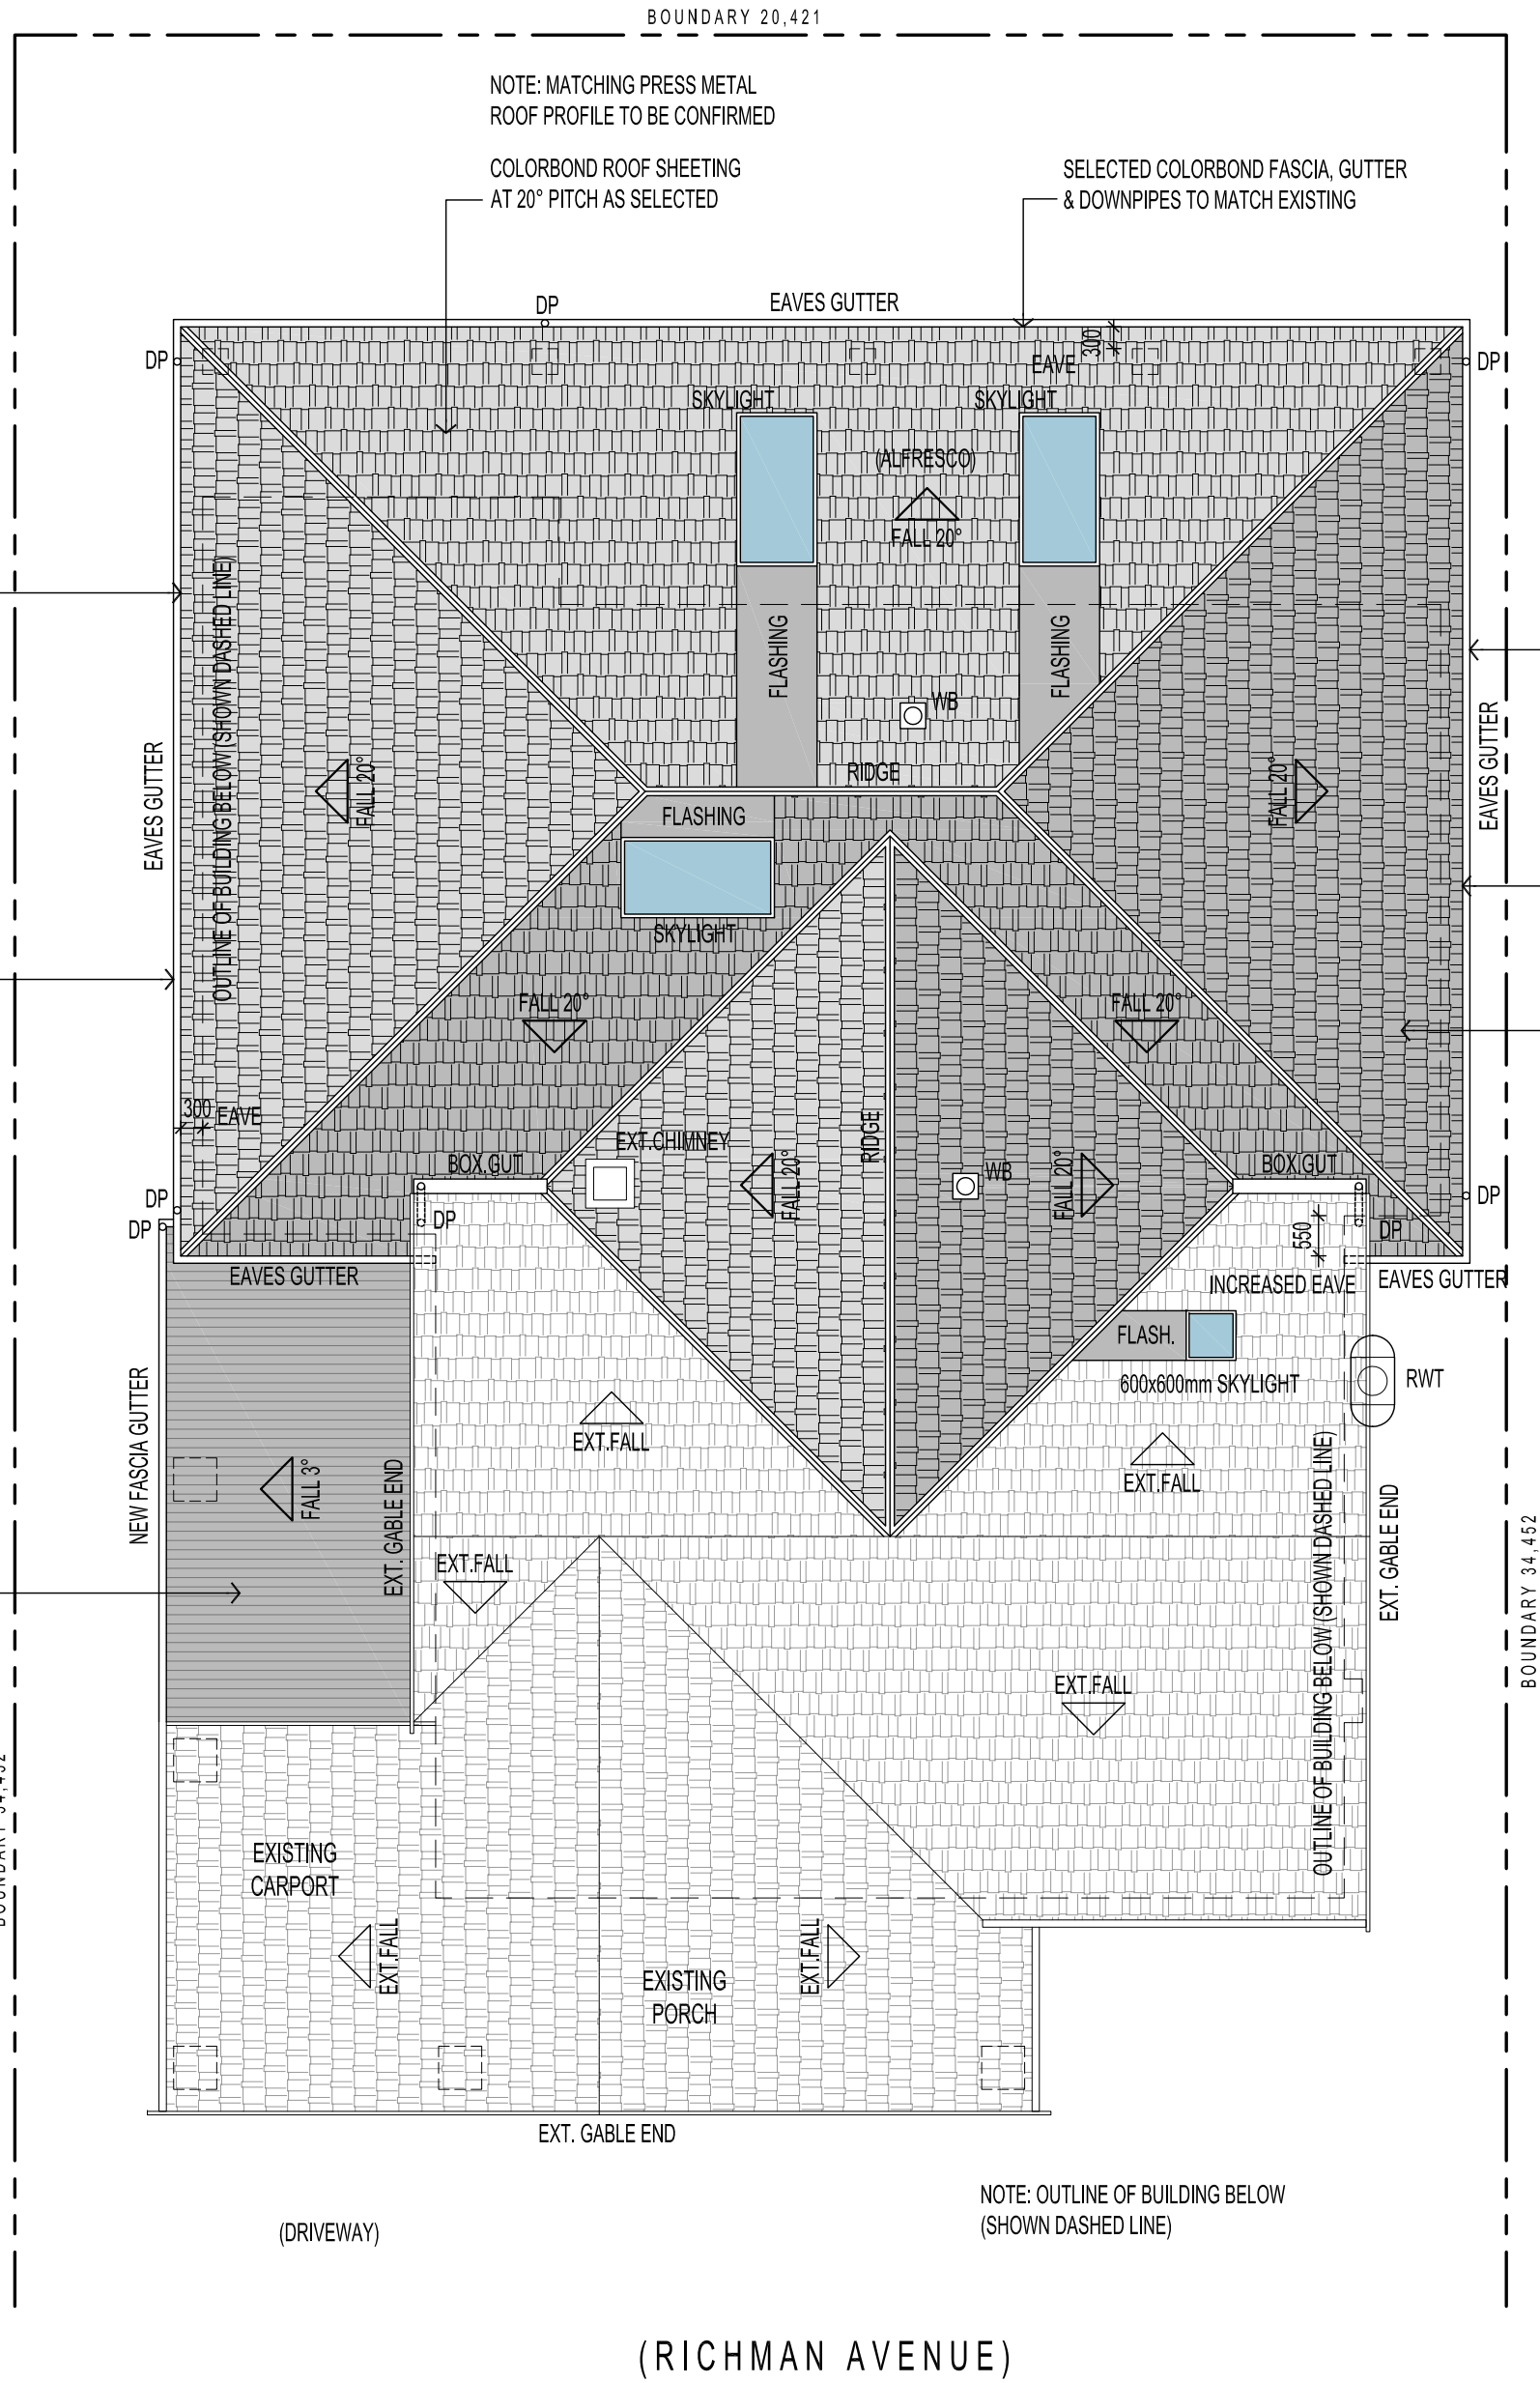 BOUNDARY 20,421
NOTE: MATCHING PRESS METAL
ROOF PROFILE TO BE CONFIRMED
COLORBOND ROOF SHEETING
AT 20° PITCH AS SELECTED
SELECTED COLORBOND FASCIA, GUTTER
& DOWNPIPES TO MATCH EXISTING
DP
EAVES GUTTER
DP
300
EAVE
DP
SKYLIGHT
SKYLIGHT
(ALFRESCO)
FALL 20°
OUTLINE OF BUILDING BELOW (SHOWN DASHED LINE)
FLASHING
FLASHING
WB
EAVES GUTTER
FALL 20°
RIDGE
FALL 20°
EAVES GUTTER
FLASHING
SKYLIGHT
FALL 20°
FALL 20°
300
EAVE
EXT.CHIMNEY
RIDGE
BOX.GUT
FALL 20°
WB
FALL 20°
BOX.GUT
DP
DP
DP
DP
550
DP
EAVES GUTTER
INCREASED EAVE
EAVES GUTTER
FLASH.
600x600mm SKYLIGHT
RWT
NEW FASCIA GUTTER
FALL 3°
EXT. GABLE END
EXT.FALL
EXT.FALL
OUTLINE OF BUILDING BELOW (SHOWN DASHED LINE)
EXT. GABLE END
BOUNDARY 34,452
EXT.FALL
EXT.FALL
EXISTING
CARPORT
EXT.FALL
EXISTING
PORCH
EXT.FALL
EXT. GABLE END
NOTE: OUTLINE OF BUILDING BELOW
(SHOWN DASHED LINE)
(DRIVEWAY)
(RICHMAN AVENUE)